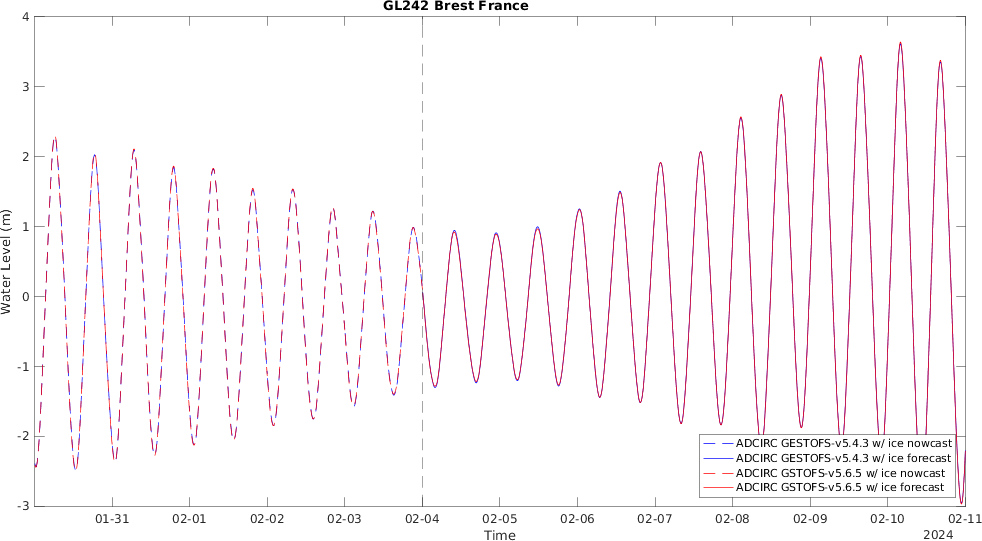 GL242 Brest France
4
3
2
1
0
-1
-2
-3
Water Level (m)
ADCIRC GESTOFS-v5.4.3 w/ ice nowcast
ADCIRC GESTOFS-v5.4.3 w/ ice forecast
ADCIRC GSTOFS-v5.6.5 w/ ice nowcast
ADCIRC GSTOFS-v5.6.5 w/ ice forecast
01-31 02-01 02-02 02-03 02-04 02-05 02-06 02-07 02-08 02-09 02-10 02-11
Time
2024